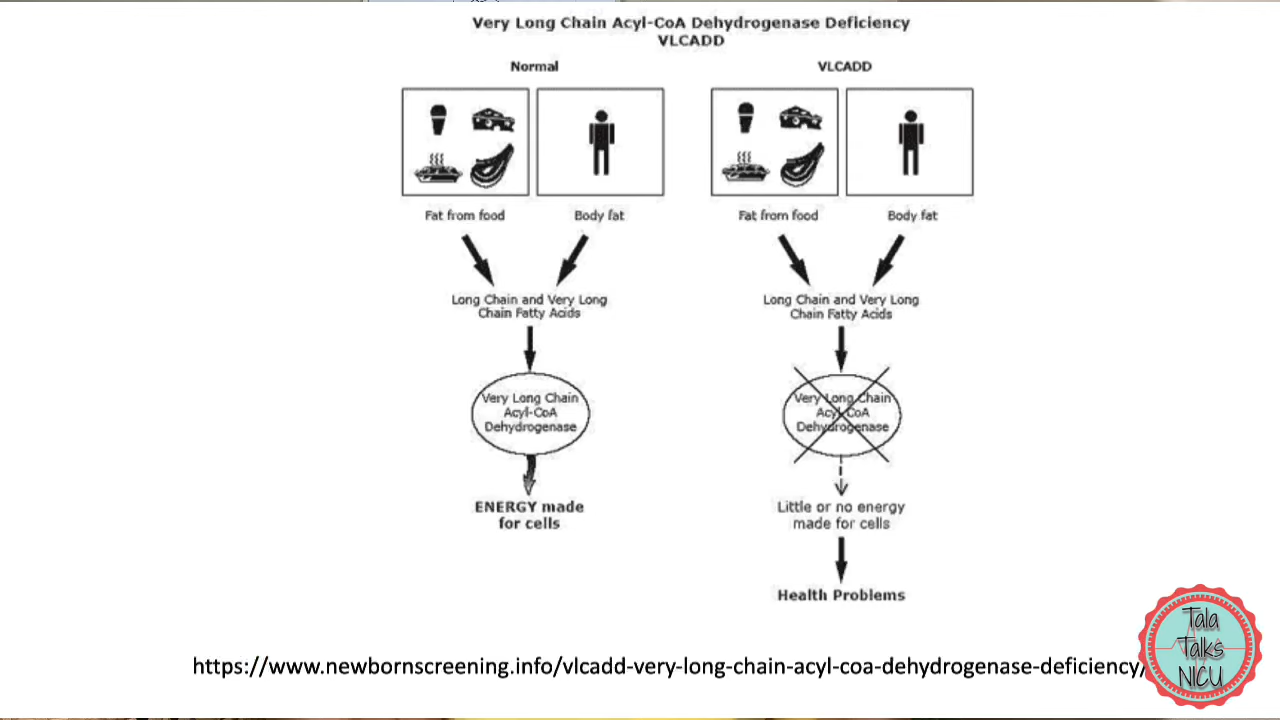 Very Long Chain Acyl-CoA Dehydrogenase Deficiency
VLCADD
Normal
Fat from food
Body fat
Long Chain and Very Long
Chain Fatty Acids
Very Long Chain
Acyl-CoA
Dehydrogenase
ENERGY made
for cells
VLCADD
Fat from food
Body fat
Long Chain and Very Long
Chain Fatty Acids
Very Long Chain
Acyl-CoA
Dehydrogenase
Little or no energy
made for cells
Health Problems
https://www.newbornscreening.info/vlcadd-very-long-chain-acyl-coa-dehydrogenase-deficiency/
Tala
Talks
NICU